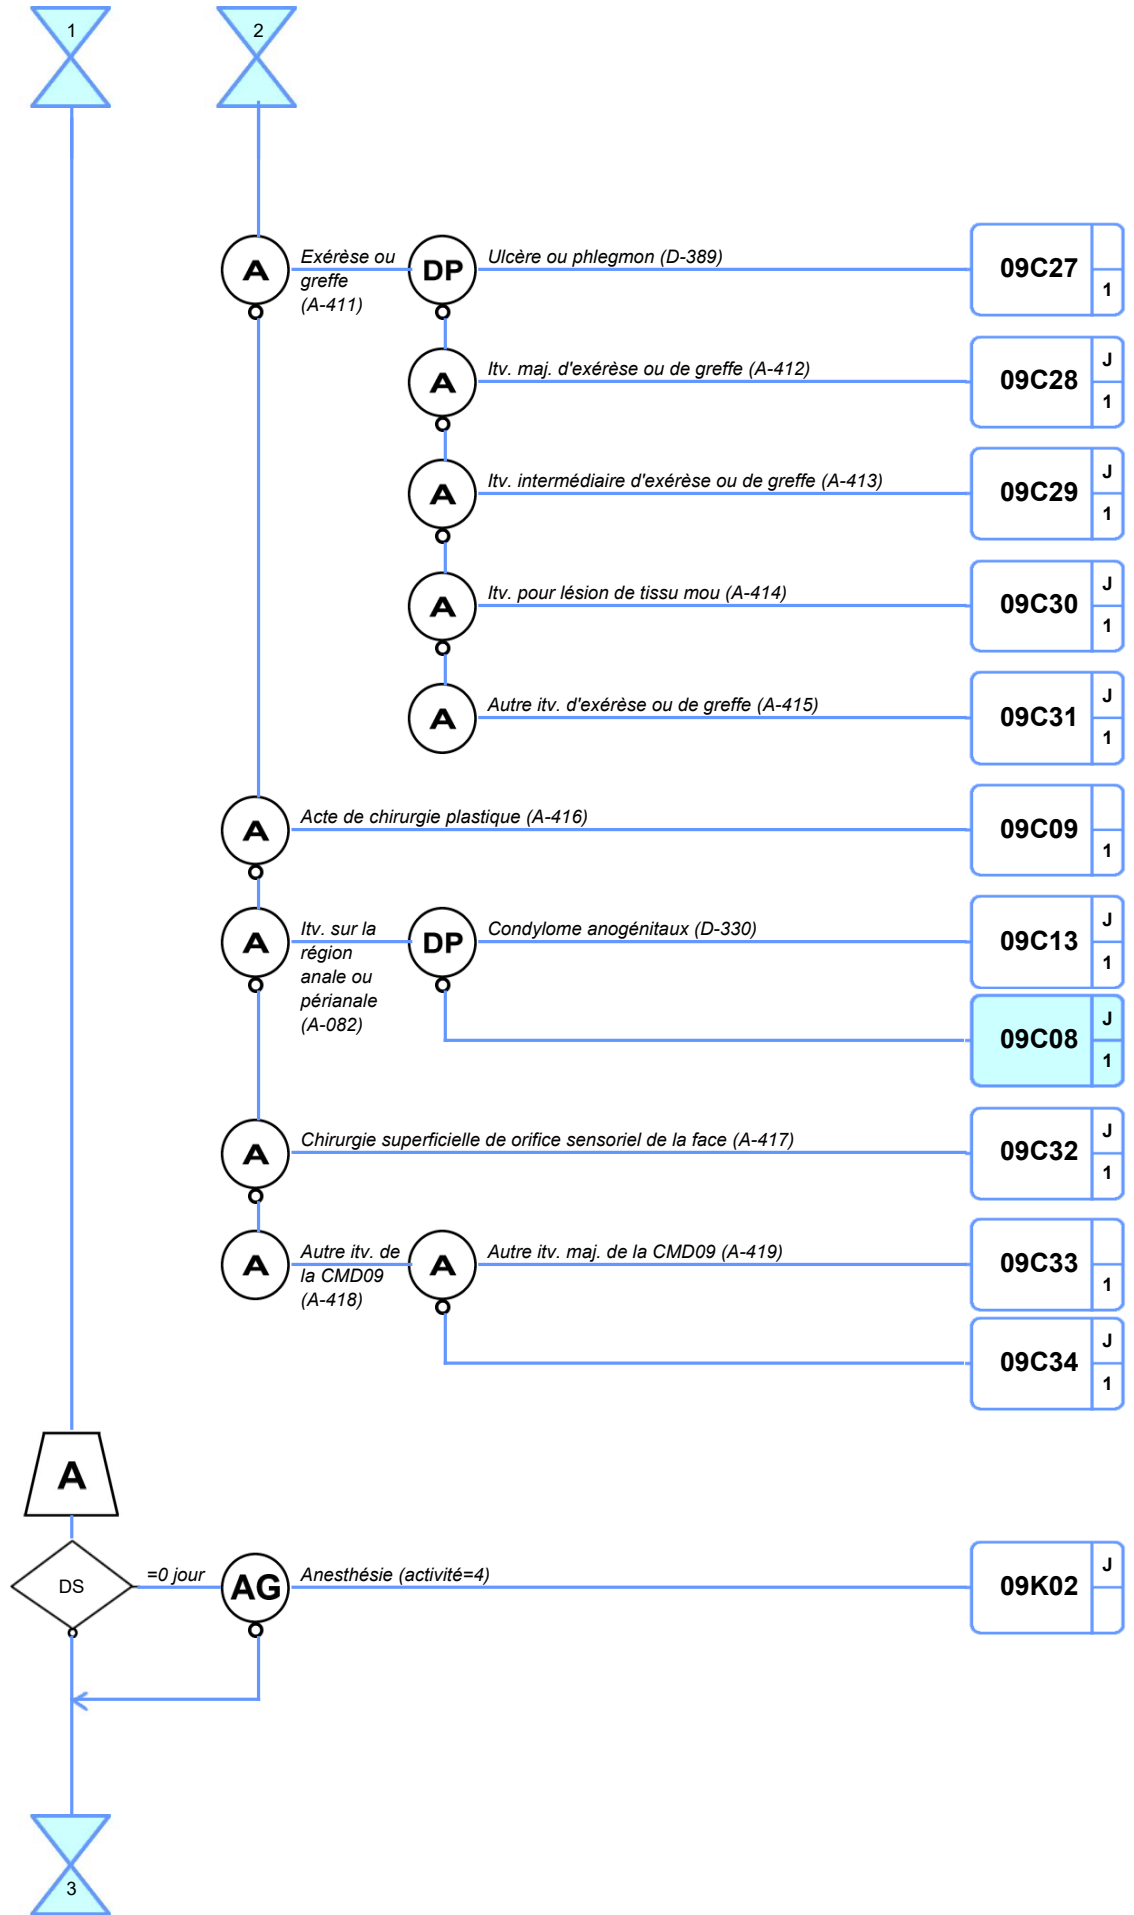 1
2
A
Exérèse ou
greffe
(A-411)
DP
Ulcère ou phlegmon (D-389)
09C27
1
A
Itv. maj. d'exérèse ou de greffe (A-412)
09C28
J
1
A
Itv. intermédiaire d'exérèse ou de greffe (A-413)
09C29
J
1
A
Itv. pour lésion de tissu mou (A-414)
09C30
J
1
A
Autre itv. d'exérèse ou de greffe (A-415)
09C31
J
1
A
Acte de chirurgie plastique (A-416)
09C09
1
A
Itv. sur la
région
anale ou
périanale
(A-082)
DP
Condylome anogénitaux (D-330)
09C13
J
1
09C08
J
1
A
Chirurgie superficielle de orifice sensoriel de la face (A-417)
09C32
J
1
A
Autre itv. de
la CMD09
(A-418)
A
Autre itv. maj. de la CMD09 (A-419)
09C33
1
09C34
J
1
A
DS
=0 jour
AG
Anesthésie (activité=4)
09K02
J
3